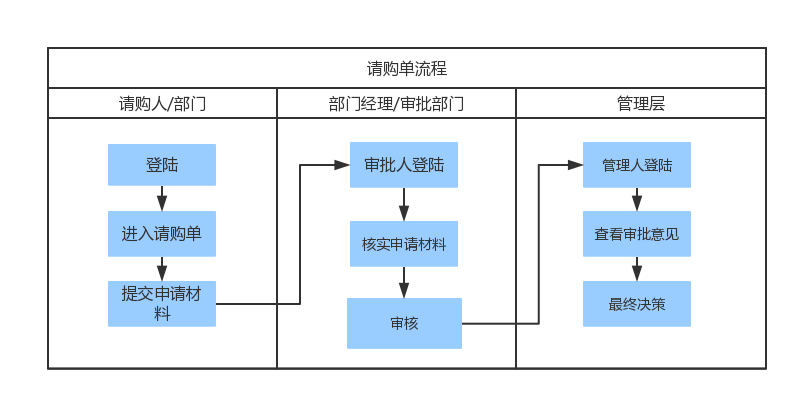 请购单流程
请购人/部门
部门经理/审批部门
管理层
登陆
进入请购单
提交申请材
料
审批人登陆
核实申请材料
审核
管理人登陆
查看审批意见
最终决策